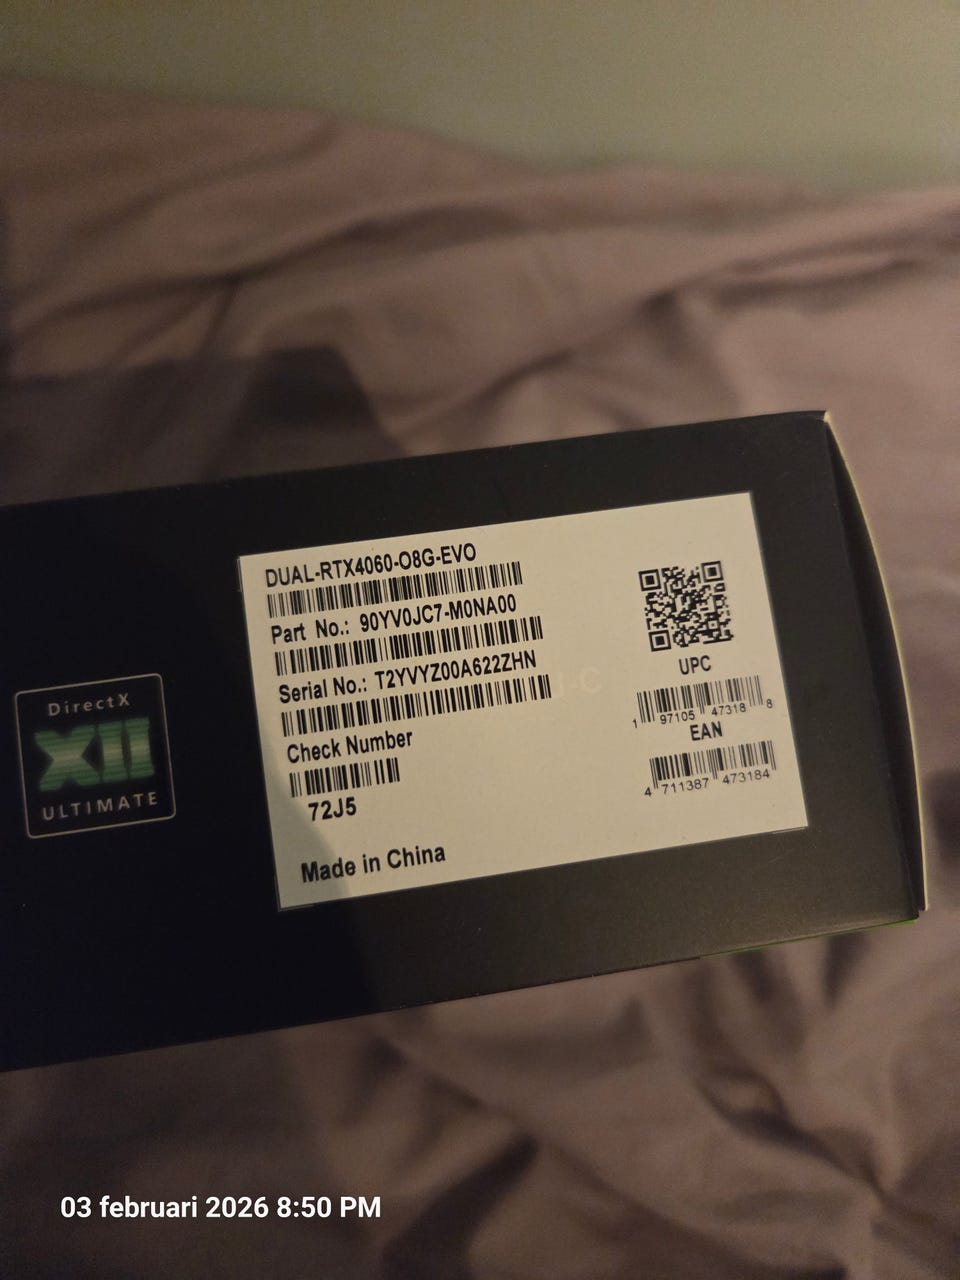 DUAL-RTX4060-O8G-EVO
Part No.: 90YV0JC7-M0NA00
Serial No.: T2YVYZ00A622ZHN
Check Number
72J5
Made in China
UPC
1 97105 47318 8
EAN
4 711387 473184
DirectX
XII
ULTIMATE
03 februari 2026 8:50 PM